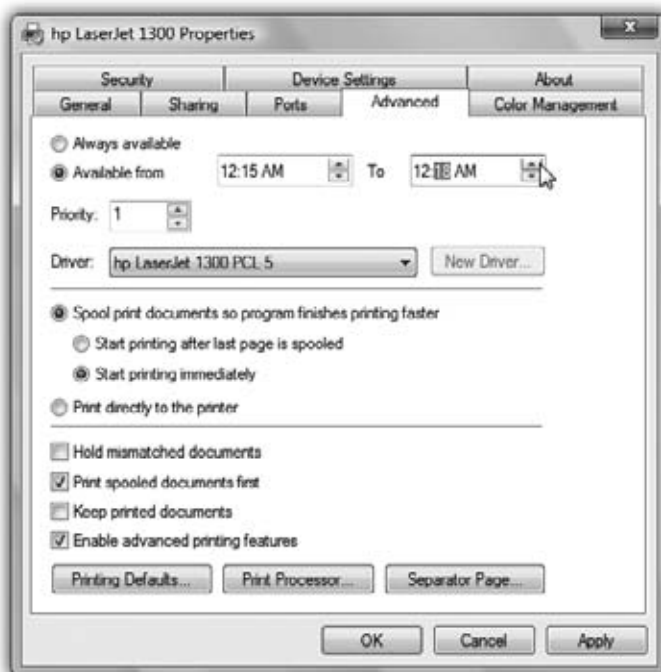 hp LaserJet 1300 Properties
Security Device Settings About
General Sharing Ports Advanced Color Management
Always available
Available from 12:15 AM To 12: AM
Priority: 1
Driver: hp LaserJet 1300 PCL 5 New Driver...
Spool print documents so program finishes printing faster
Start printing after last page is spooled
Start printing immediately
Print directly to the printer
Hold mismatched documents
Print spooled documents first
Keep printed documents
Enable advanced printing features
Printing Defaults... Print Processor... Separator Page...
OK Cancel Apply